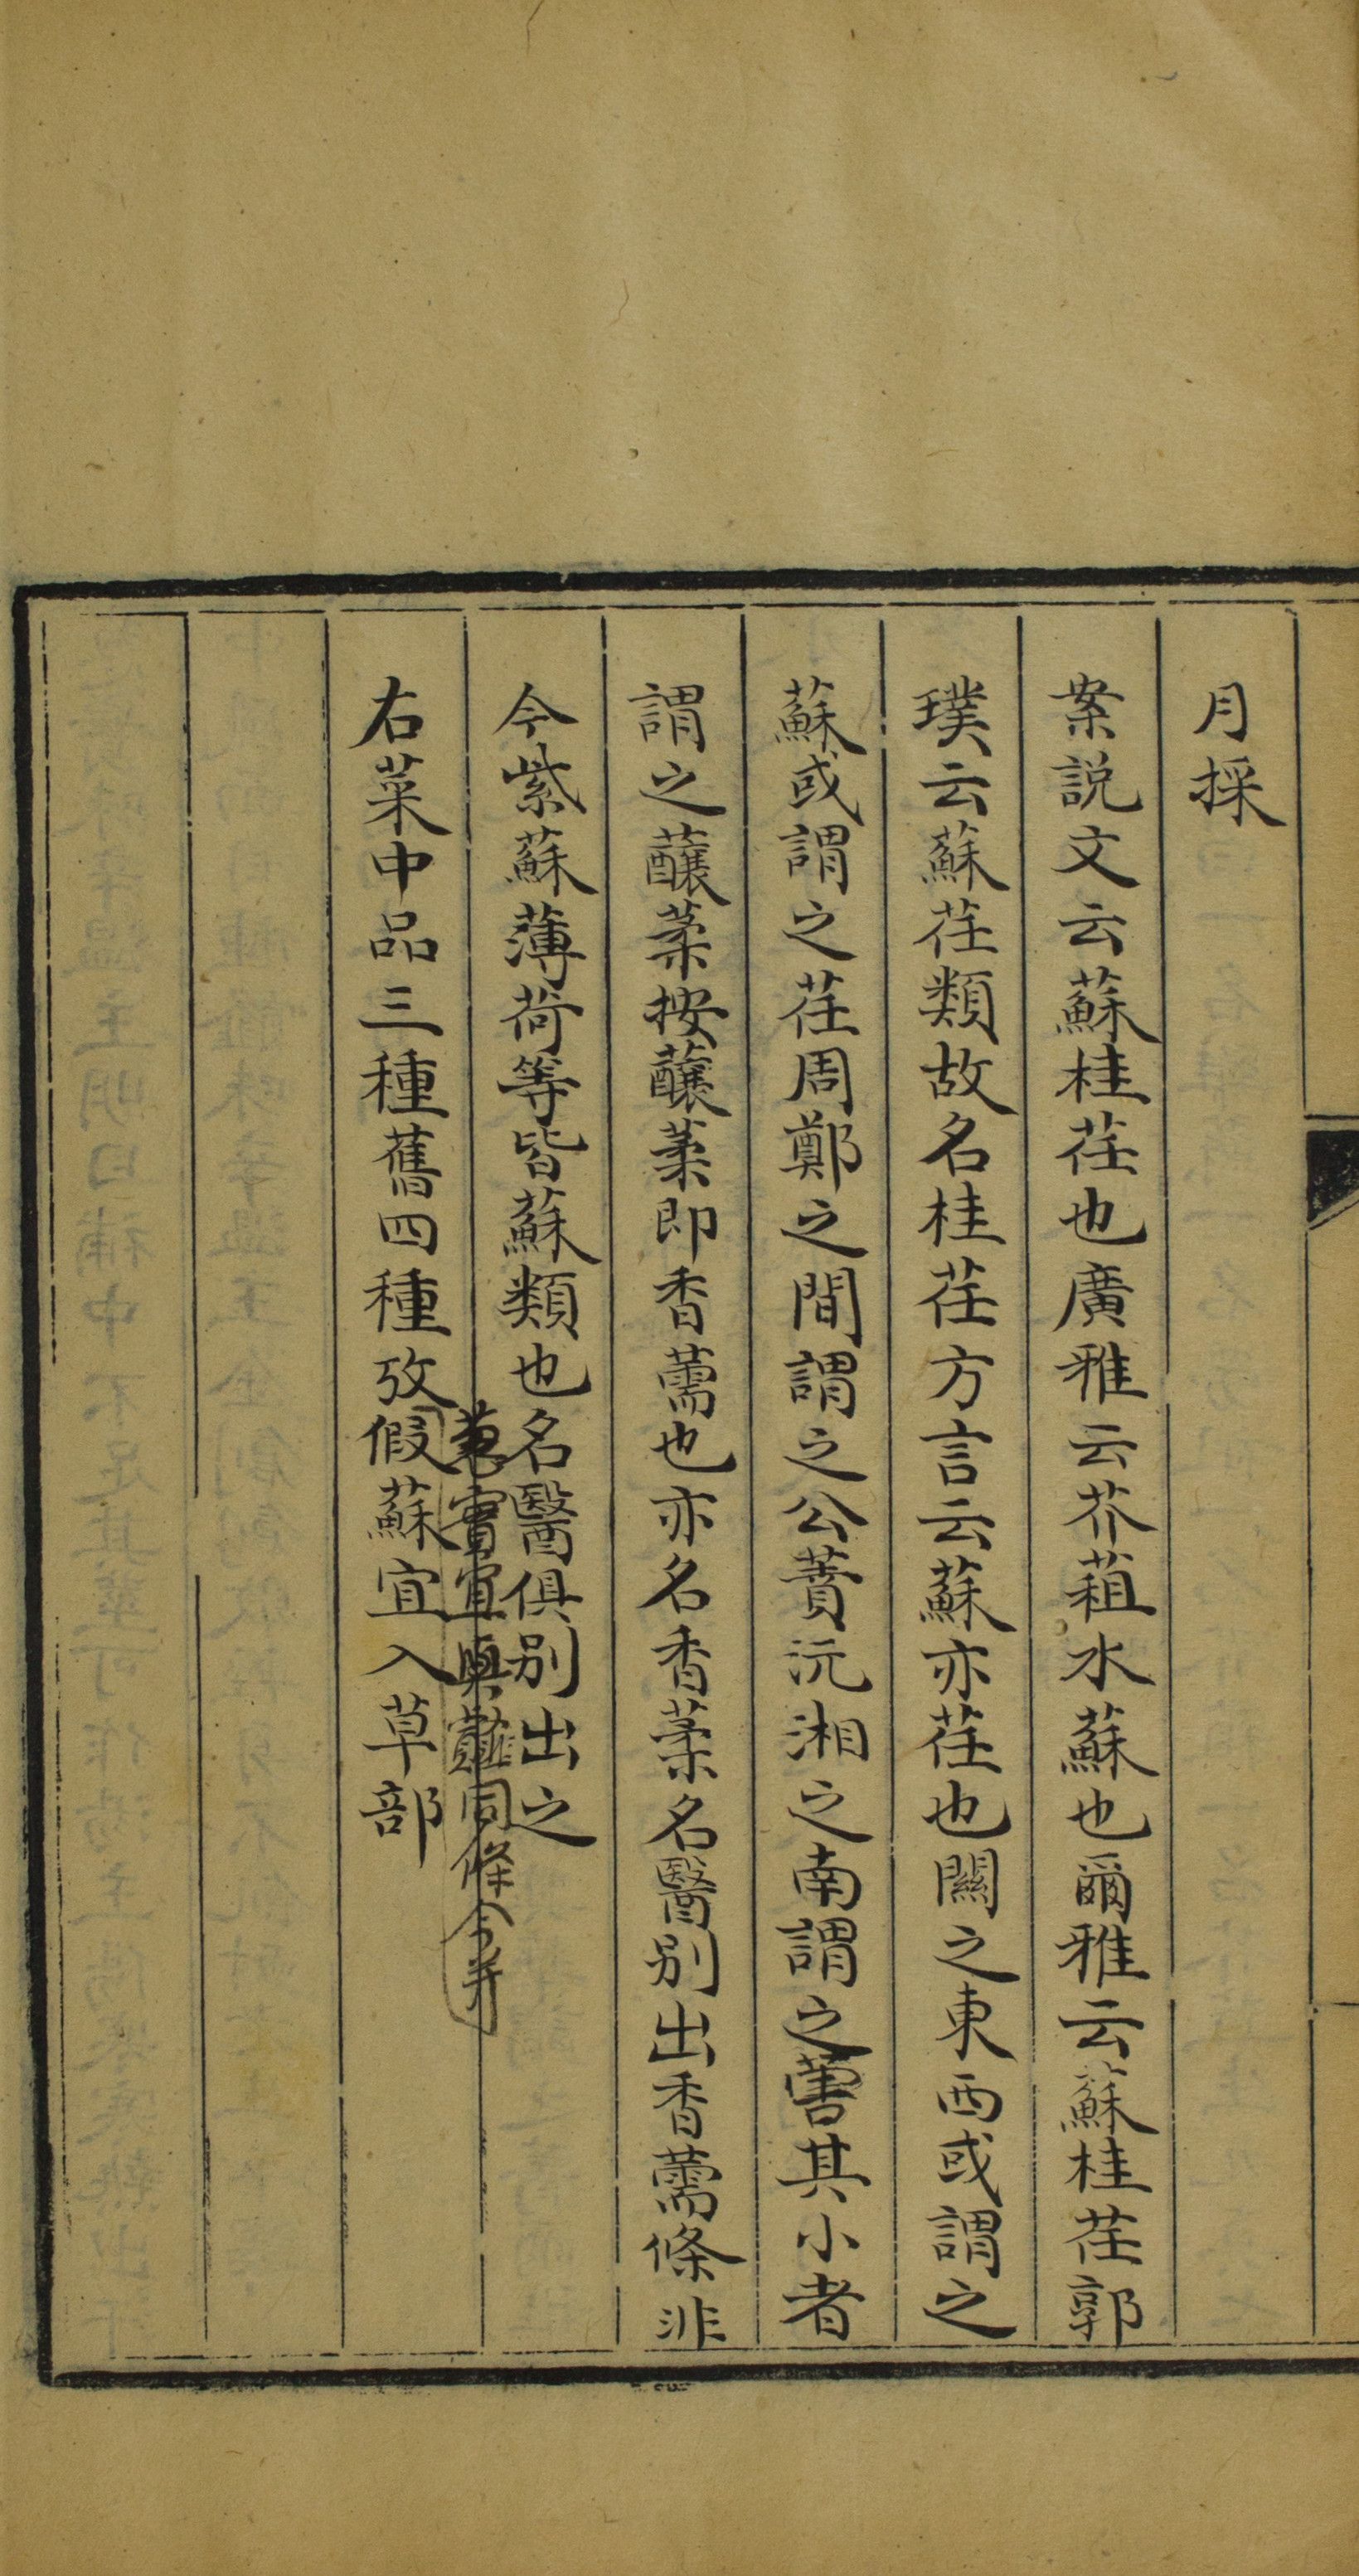 月採
案説文云蘇桂荏也廣雅云芥蒩水蘇也爾雅云蘇桂荏郭
璞云蘇荏類故名桂荏方言云蘇亦荏也關之東西或謂之
蘇或謂之荏周鄭之間謂之公蕡沅湘之南謂之䓘其小者
謂之蘸葇按蘸葇即香薷也亦名香葇名醫別出香薷條非
今紫蘇薄荷等皆蘇類也名醫俱別出之
葱實宜與薤同條今并
右菜中品三種舊四種攷假蘇宜入草部